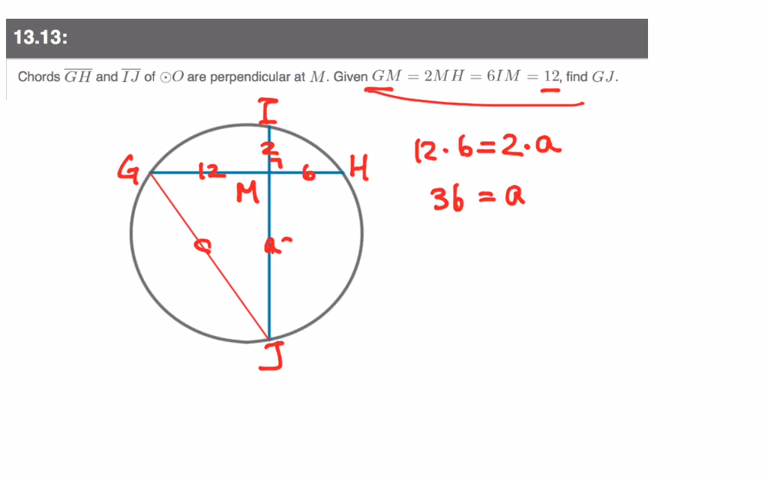 13.13:
Chords GH and IJ of ⊙O are perpendicular at M. Given GM = 2MH = 6IM = 12, find GJ.
I
2
G 12 6 H
M
a
J
12 · 6 = 2 · a
36 = a